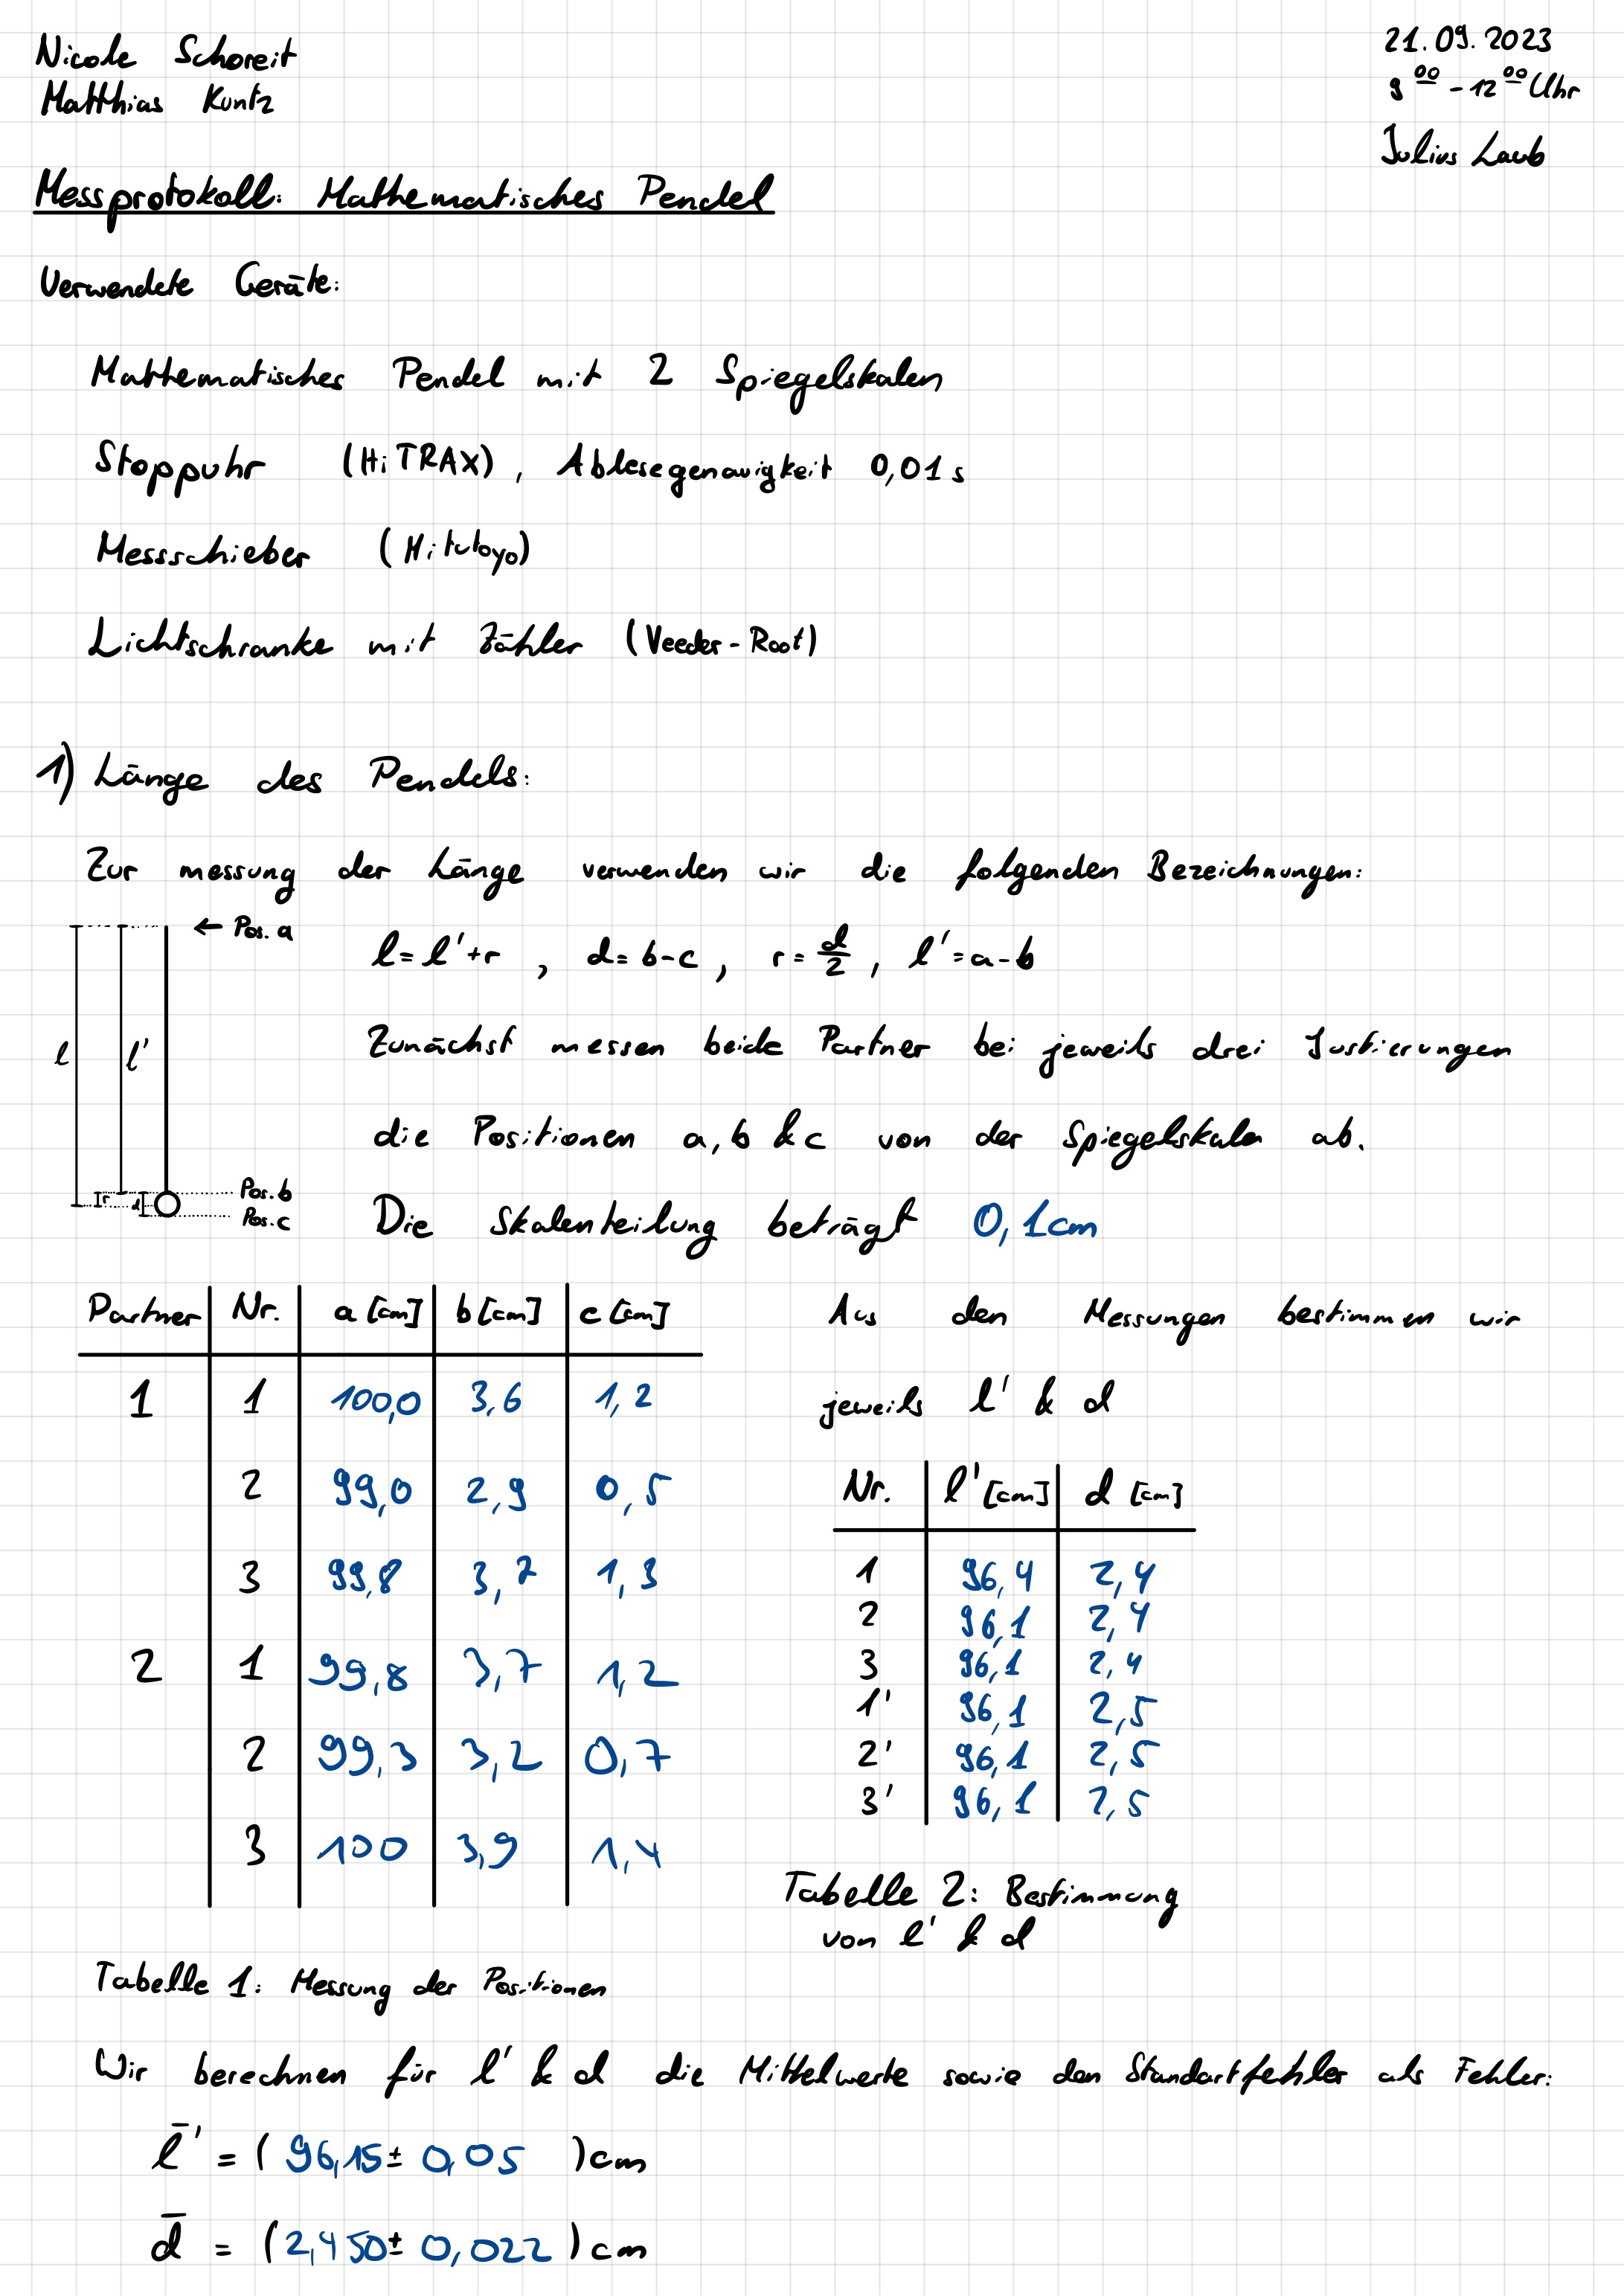 Nicole Schoreit
Matthias Kuntz
21.09.2023
9 00 - 12 00 Uhr
Julius Laub
Messprotokoll: Mathematisches Pendel
Verwendete Geräte:
Mathematisches Pendel mit 2 Spiegelskalen
Stoppuhr (HiTRAX), Ablesegenauigkeit 0,01s
Messschieber (Mitutoyo)
Lichtschranke mit Zähler (Veeder-Root)
1) Länge des Pendels:
Zur messung der Länge verwenden wir die folgenden Bezeichnungen:
← Pos. a
l = l' + r , d = b - c , r = d/2 , l' = a - b
Zunächst messen beide Partner bei jeweils drei Justierungen
l l'
die Positionen a, b & c von der Spiegelskala ab.
r d Pos. b
Pos. c
Die Skalenteilung beträgt 0,1cm
Partner Nr. a [cm] b [cm] c [cm]
1 1 100,0 3,6 1,2
2 99,0 2,9 0,5
3 99,8 3,7 1,3
2 1 99,8 3,7 1,2
2 99,3 3,2 0,7
3 100 3,9 1,4
Tabelle 1: Messung der Positionen
Aus den Messungen bestimmen wir
jeweils l' & d
Nr. l' [cm] d [cm]
1 96,4 2,4
2 96,1 2,4
3 96,1 2,4
1' 96,1 2,5
2' 96,1 2,5
3' 96,1 2,5
Tabelle 2: Bestimmung
von l' & d
Wir berechnen für l' & d die Mittelwerte sowie den Standartfehler als Fehler:
l̄' = ( 96,15 ± 0,05 ) cm
d̄ = ( 2,450 ± 0,022 ) cm